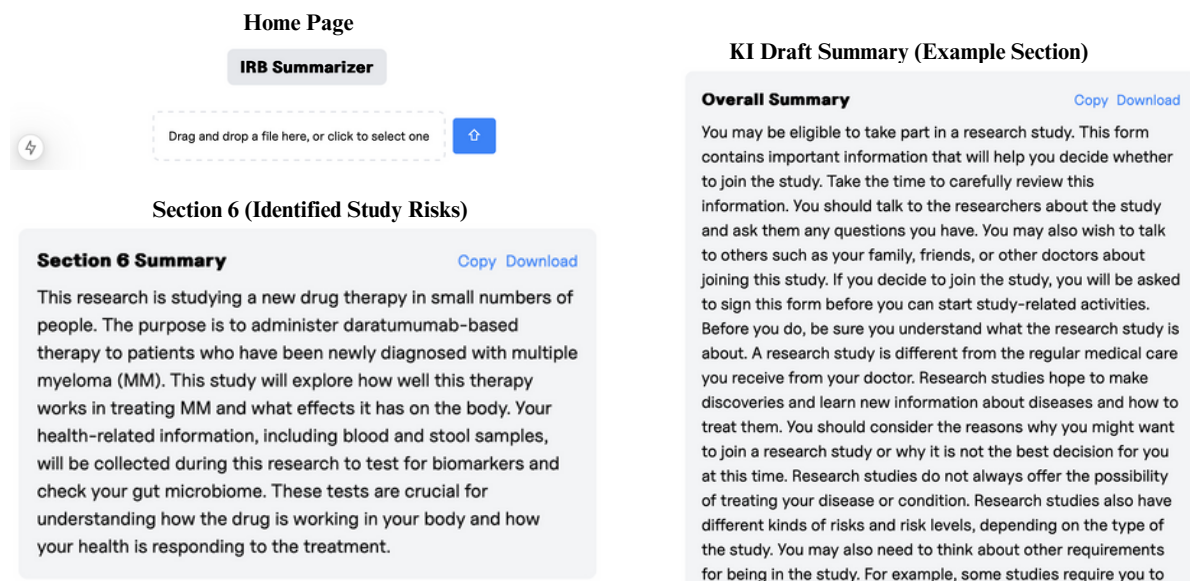 Home Page
IRB Summarizer
Drag and drop a file here, or click to select one
Section 6 (Identified Study Risks)
Section 6 Summary
Copy Download
This research is studying a new drug therapy in small numbers of
people. The purpose is to administer daratumumab-based
therapy to patients who have been newly diagnosed with multiple
myeloma (MM). This study will explore how well this therapy
works in treating MM and what effects it has on the body. Your
health-related information, including blood and stool samples,
will be collected during this research to test for biomarkers and
check your gut microbiome. These tests are crucial for
understanding how the drug is working in your body and how
your health is responding to the treatment.
KI Draft Summary (Example Section)
Overall Summary
Copy Download
You may be eligible to take part in a research study. This form
contains important information that will help you decide whether
to join the study. Take the time to carefully review this
information. You should talk to the researchers about the study
and ask them any questions you have. You may also wish to talk
to others such as your family, friends, or other doctors about
joining this study. If you decide to join the study, you will be asked
to sign this form before you can start study-related activities.
Before you do, be sure you understand what the research study is
about. A research study is different from the regular medical care
you receive from your doctor. Research studies hope to make
discoveries and learn new information about diseases and how to
treat them. You should consider the reasons why you might want
to join a research study or why it is not the best decision for you
at this time. Research studies do not always offer the possibility
of treating your disease or condition. Research studies also have
different kinds of risks and risk levels, depending on the type of
the study. You may also need to think about other requirements
for being in the study. For example, some studies require you to